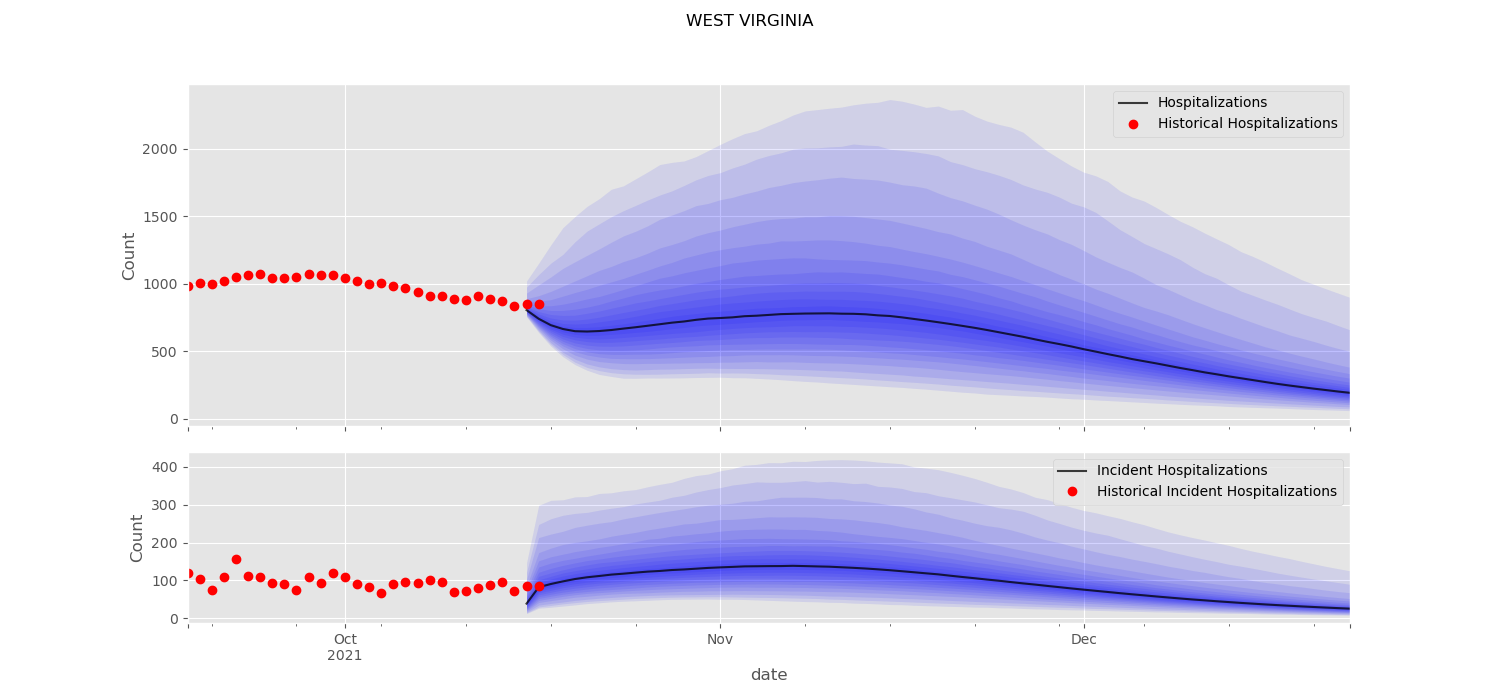 WEST VIRGINIA
Hospitalizations
Historical Hospitalizations
Count
2000
1500
1000
500
0
Incident Hospitalizations
Historical Incident Hospitalizations
Count
400
300
200
100
0
Oct
2021
Nov
Dec
date